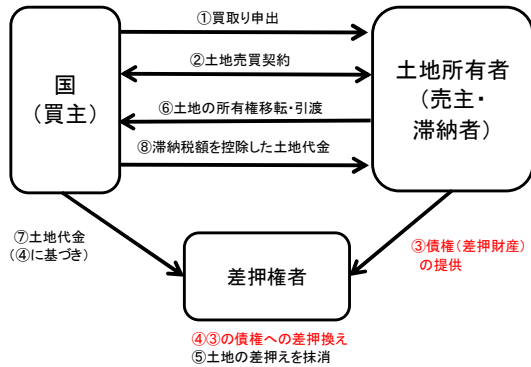 ①買取り申出
②土地売買契約
国
(買主)
土地所有者
(売主・
滞納者)
⑥土地の所有権移転・引渡
⑧滞納税額を控除した土地代金
⑦土地代金
(④に基づき)
③債権(差押財産)
の提供
差押権者
④③の債権への差押換え
⑤土地の差押えを抹消